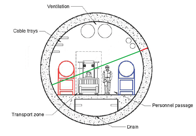 Ventilation
Cable trays
Transport zone
Personnel passage
Drain